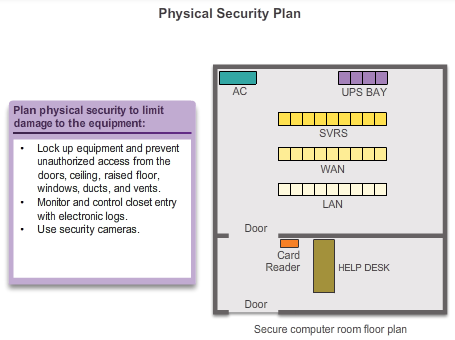 Physical Security Plan
Plan physical security to limit
damage to the equipment:
• Lock up equipment and prevent
unauthorized access from the
doors, ceiling, raised floor,
windows, ducts, and vents.
• Monitor and control closet entry
with electronic logs.
• Use security cameras.
AC
UPS BAY
SVRS
WAN
LAN
Door
Card
Reader
HELP DESK
Door
Secure computer room floor plan